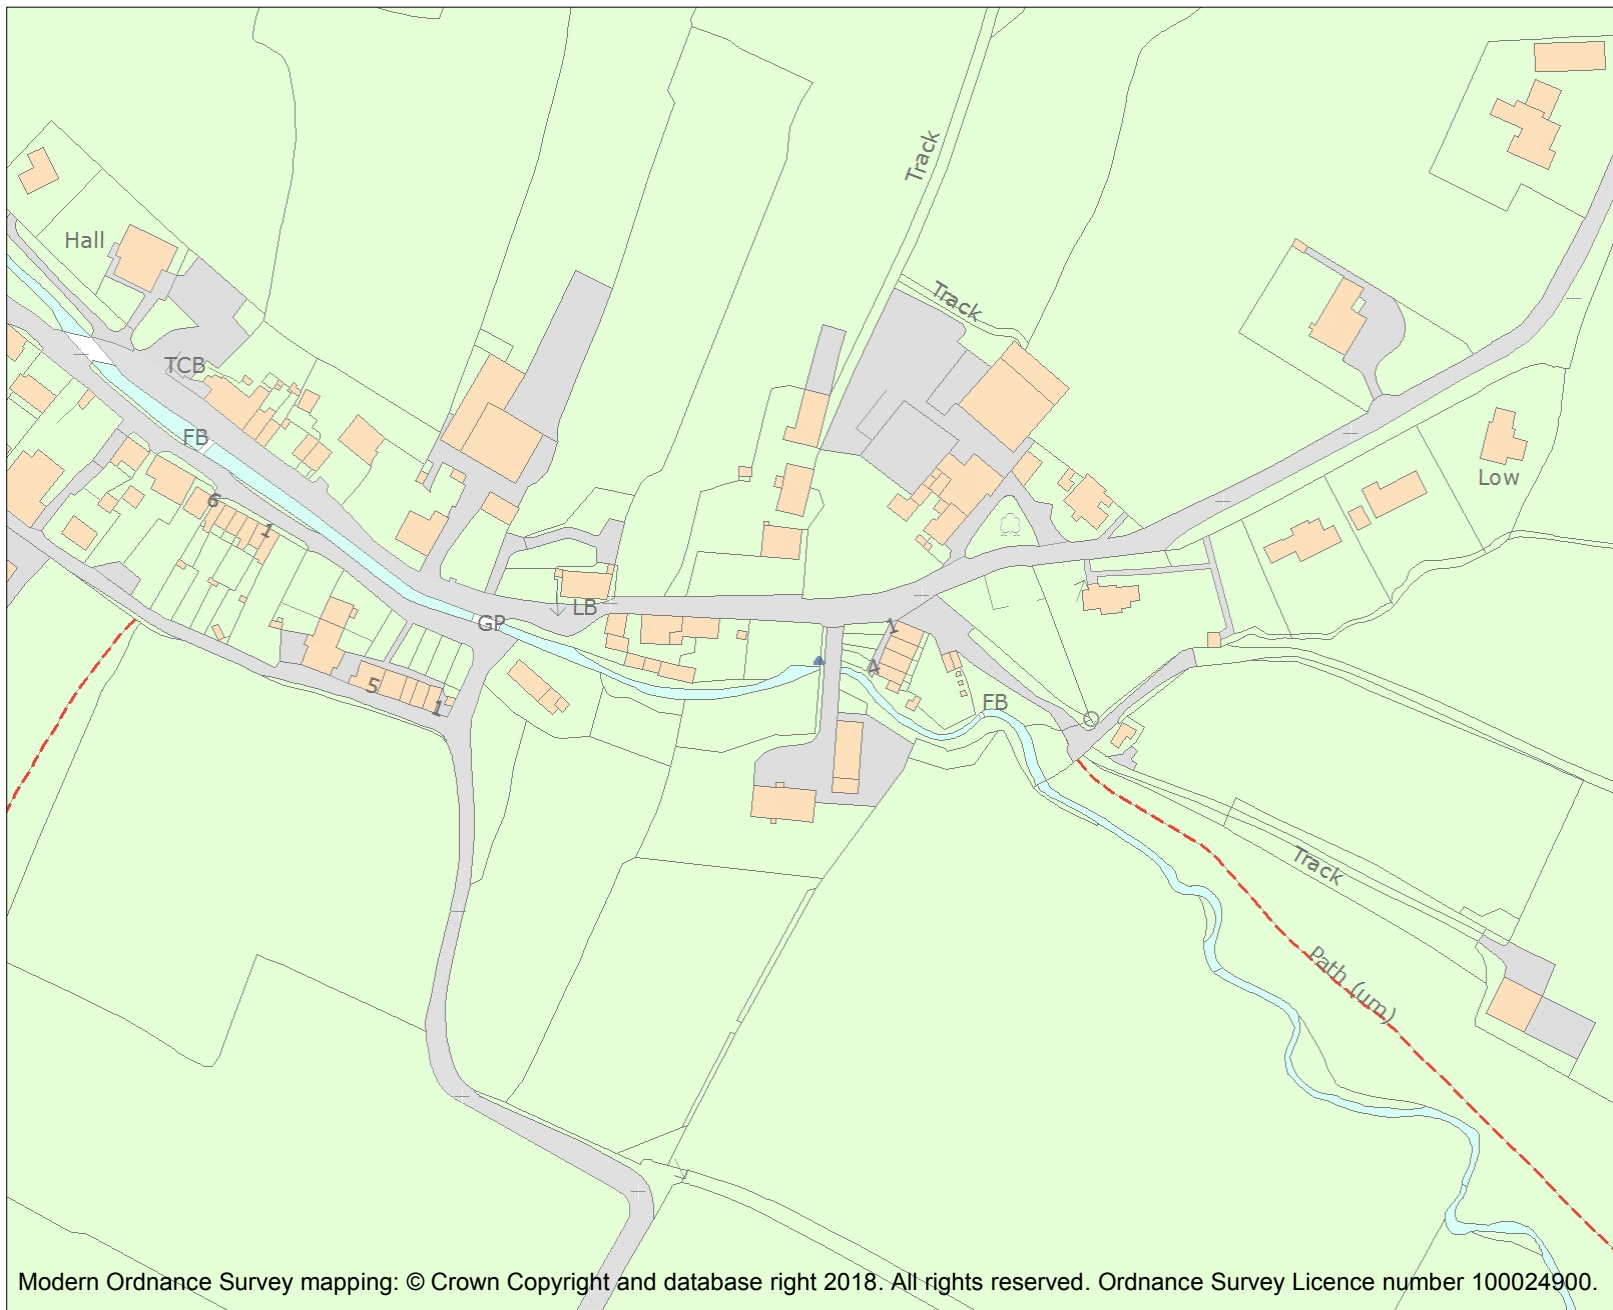 Track
Hall
Track
TCB
FB
Low
6
1
LB
GP
1
4
5
1
FB
Track
Path (um)
Modern Ordnance Survey mapping: © Crown Copyright and database right 2018. All rights reserved. Ordnance Survey Licence number 100024900.